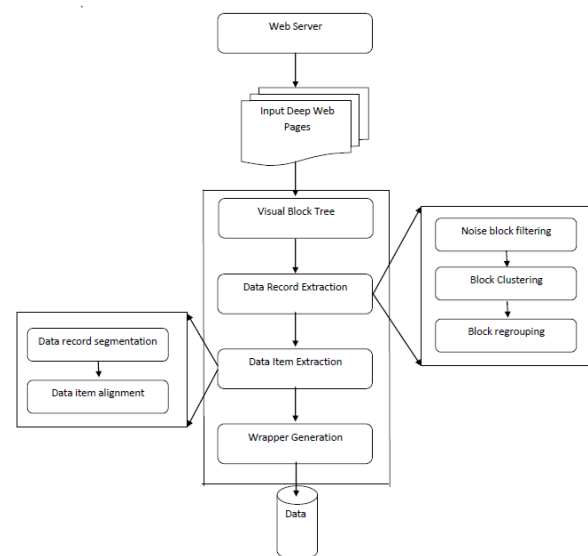 Web Server
Input Deep Web
Pages
Visual Block Tree
Noise block filtering
Data Record Extraction
Block Clustering
Block regrouping
Data record segmentation
Data Item Extraction
Data item alignment
Wrapper Generation
Data